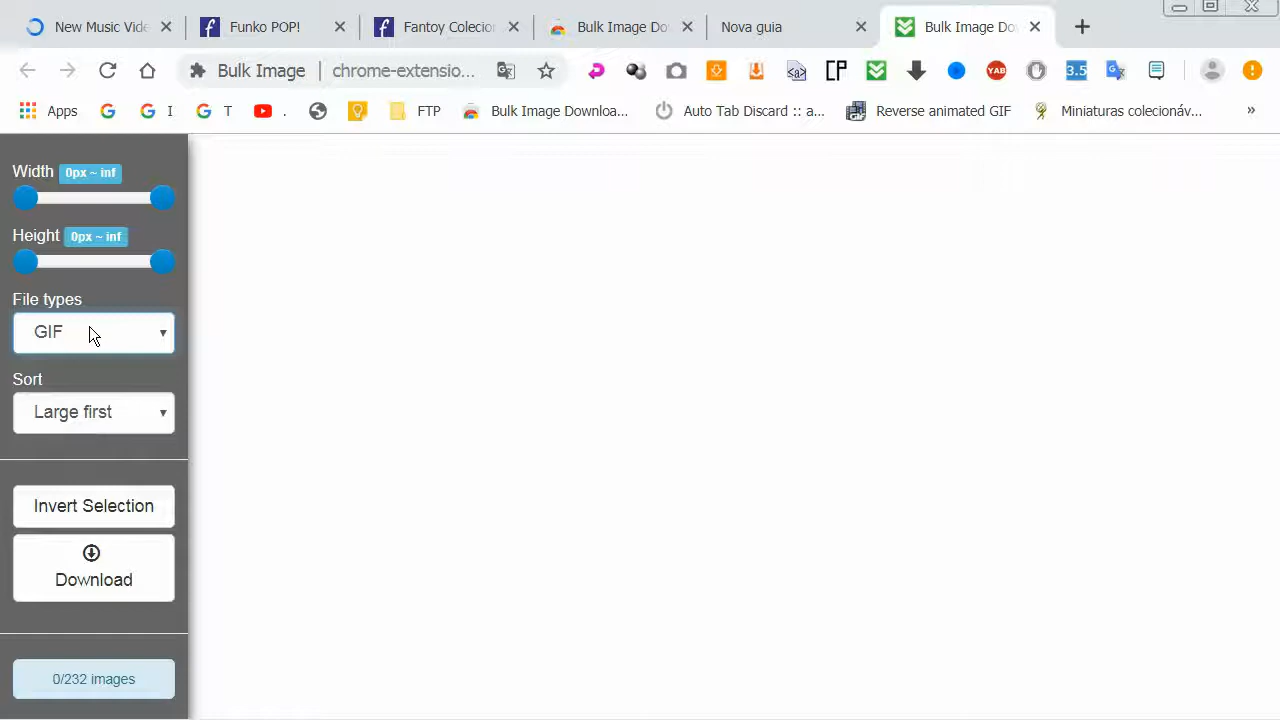 New Music Vide
Funko POP!
Fantoy Colecion
Bulk Image Do
Nova guia
Bulk Image Do
Bulk Image
chrome-extensio...
CP
YAB
3.5
Apps
G I
G T
.
FTP
Bulk Image Downloa...
Auto Tab Discard :: a...
Reverse animated GIF
Miniaturas colecionáv...
»
Width 0px ~ inf
Height 0px ~ inf
File types
GIF
Sort
Large first
Invert Selection
Download
0/232 images